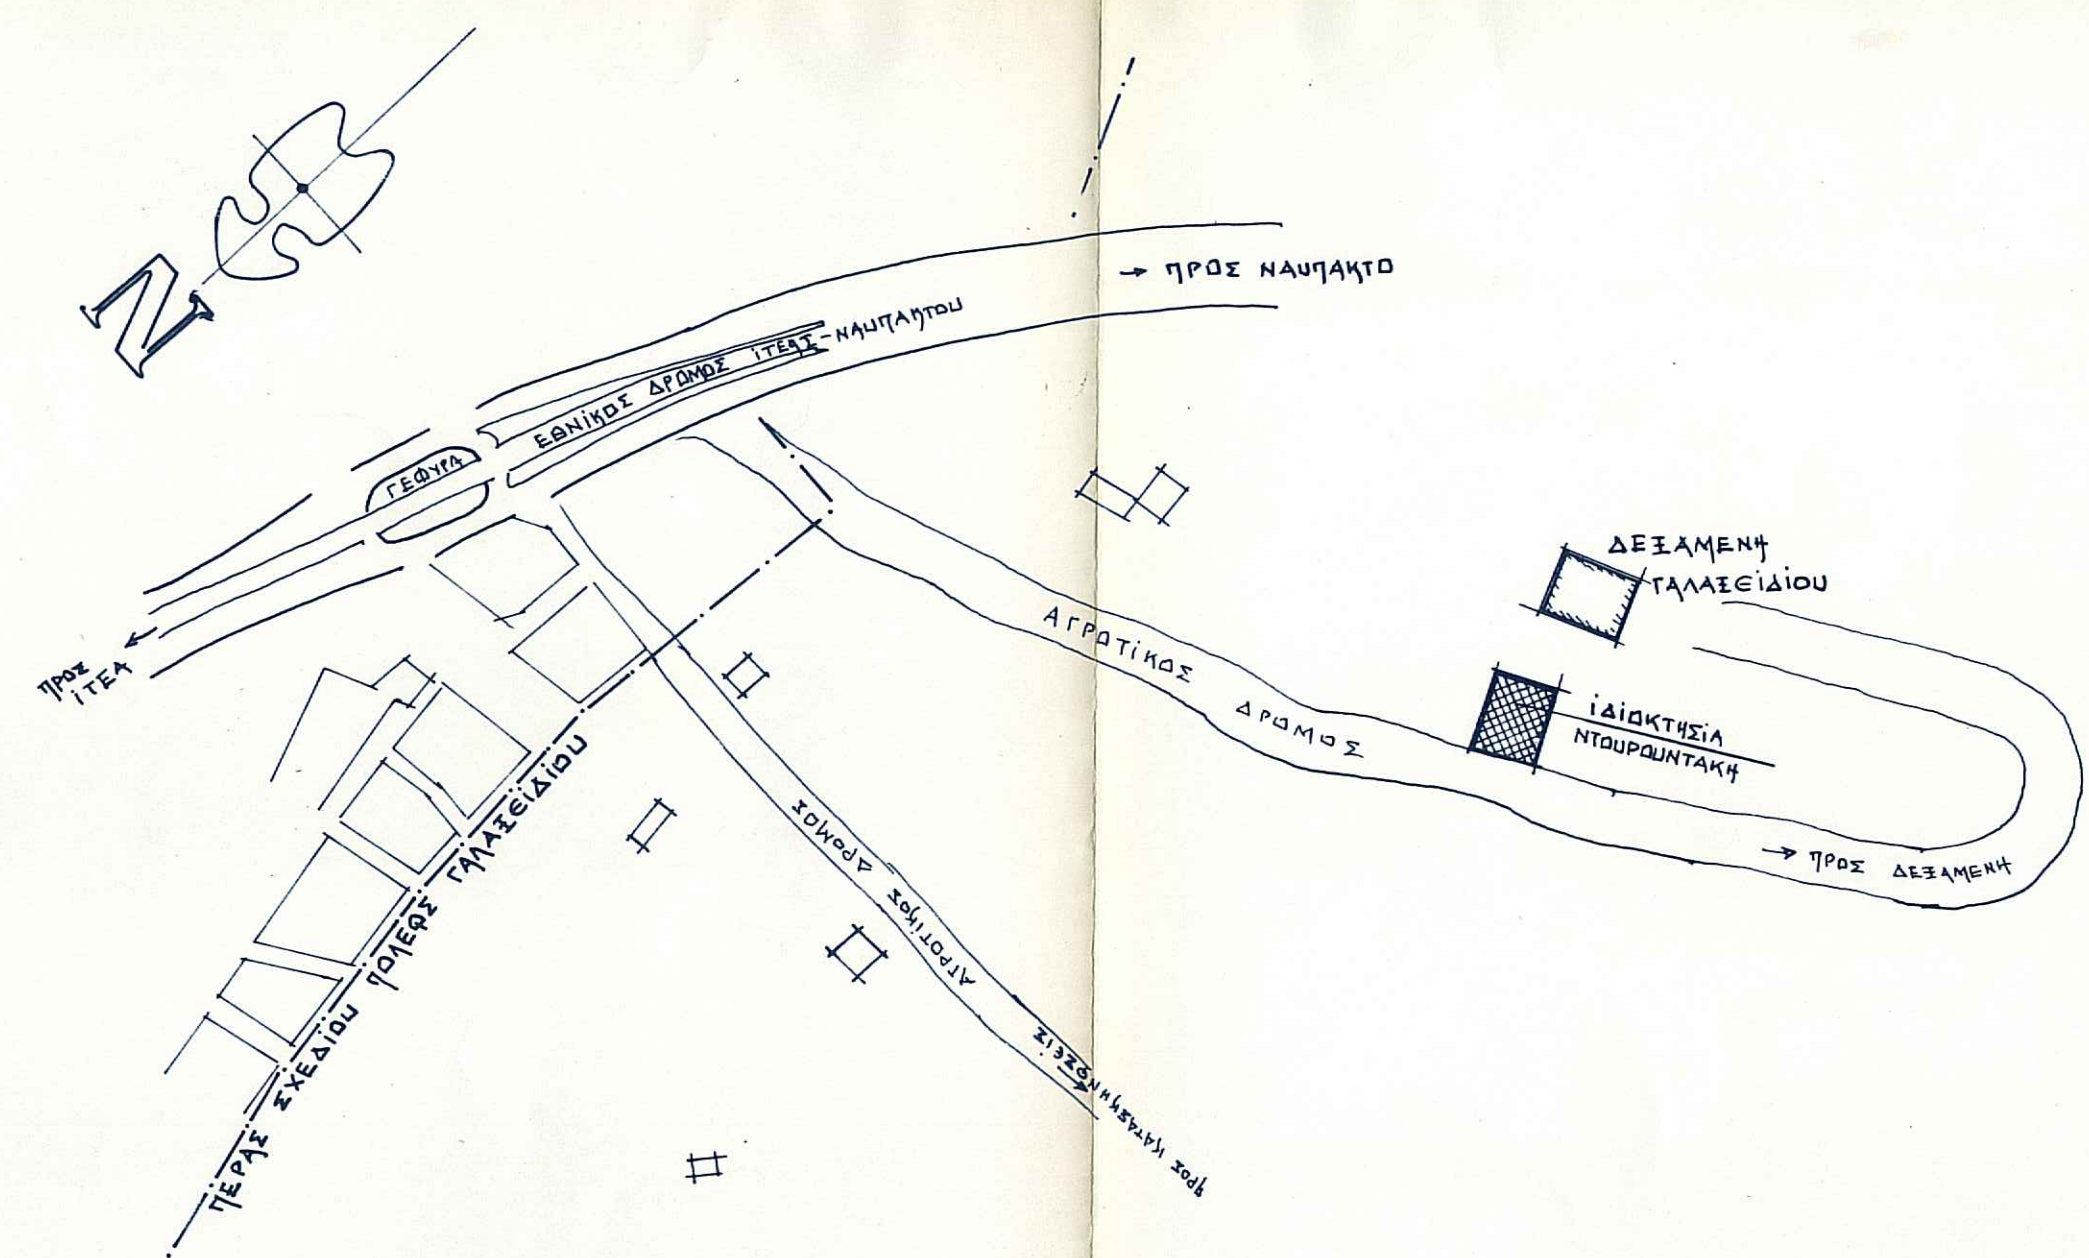 N
→ ΠΡΟΣ ΝΑΥΠΑΚΤΟ
ΕΘΝΙΚΟΣ ΔΡΟΜΟΣ ΙΤΕΑΣ-ΝΑΥΠΑΚΤΟΥ
ΓΕΦΥΡΑ
ΠΡΟΣ
ΙΤΕΑ
ΔΕΞΑΜΕΝΗ
ΓΑΛΑΞΕΙΔΙΟΥ
ΑΓΡΟΤΙΚΟΣ ΔΡΟΜΟΣ
ΙΔΙΟΚΤΗΣΙΑ
ΝΤΟΥΡΟΥΝΤΑΚΗ
→ ΠΡΟΣ ΔΕΞΑΜΕΝΗ
ΠΕΡΑΣ ΣΧΕΔΙΟΥ ΠΟΛΕΩΣ ΓΑΛΑΞΕΙΔΙΟΥ
ΑΓΡΟΤΙΚΟΣ ΔΡΟΜΟΣ
ΠΡΟΣ ΚΑΤΑΣΚΗΝΩΣΕΙΣ